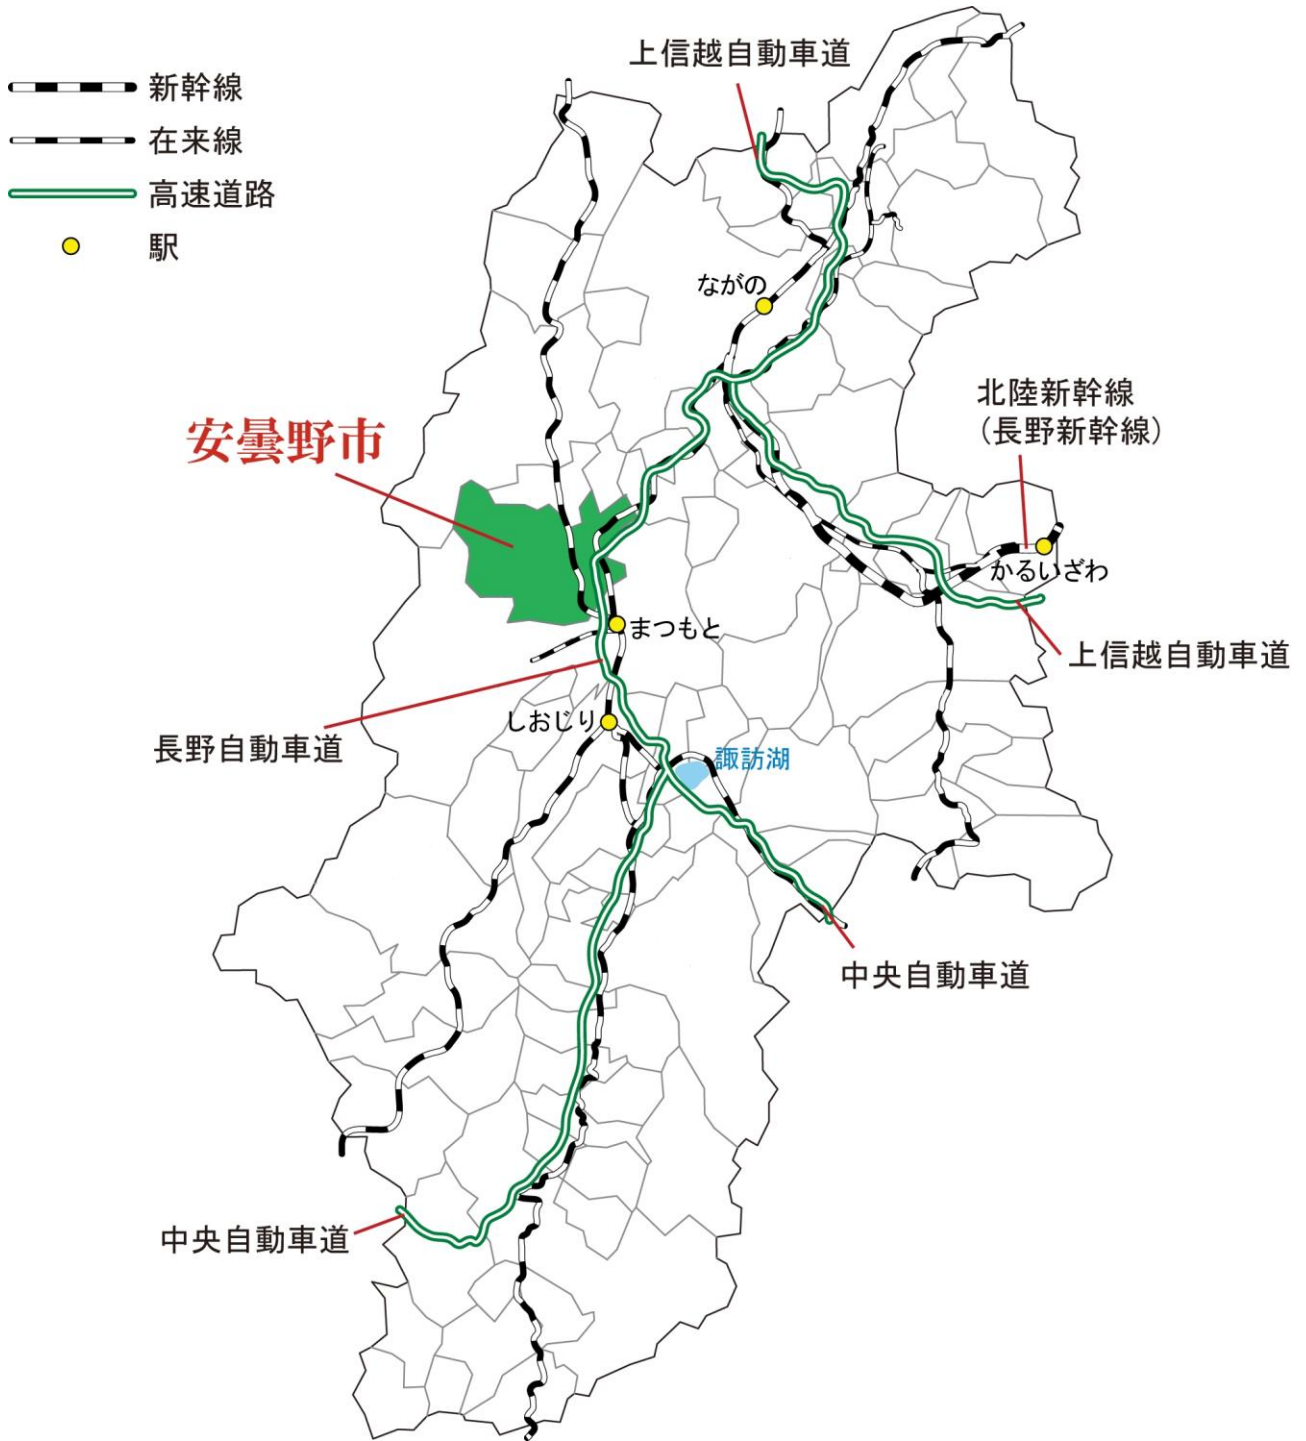 新幹線
在来線
高速道路
駅
上信越自動車道
ながの
北陸新幹線
（長野新幹線）
安曇野市
かるいざわ
まつもと
上信越自動車道
しおじり
長野自動車道
諏訪湖
中央自動車道
中央自動車道